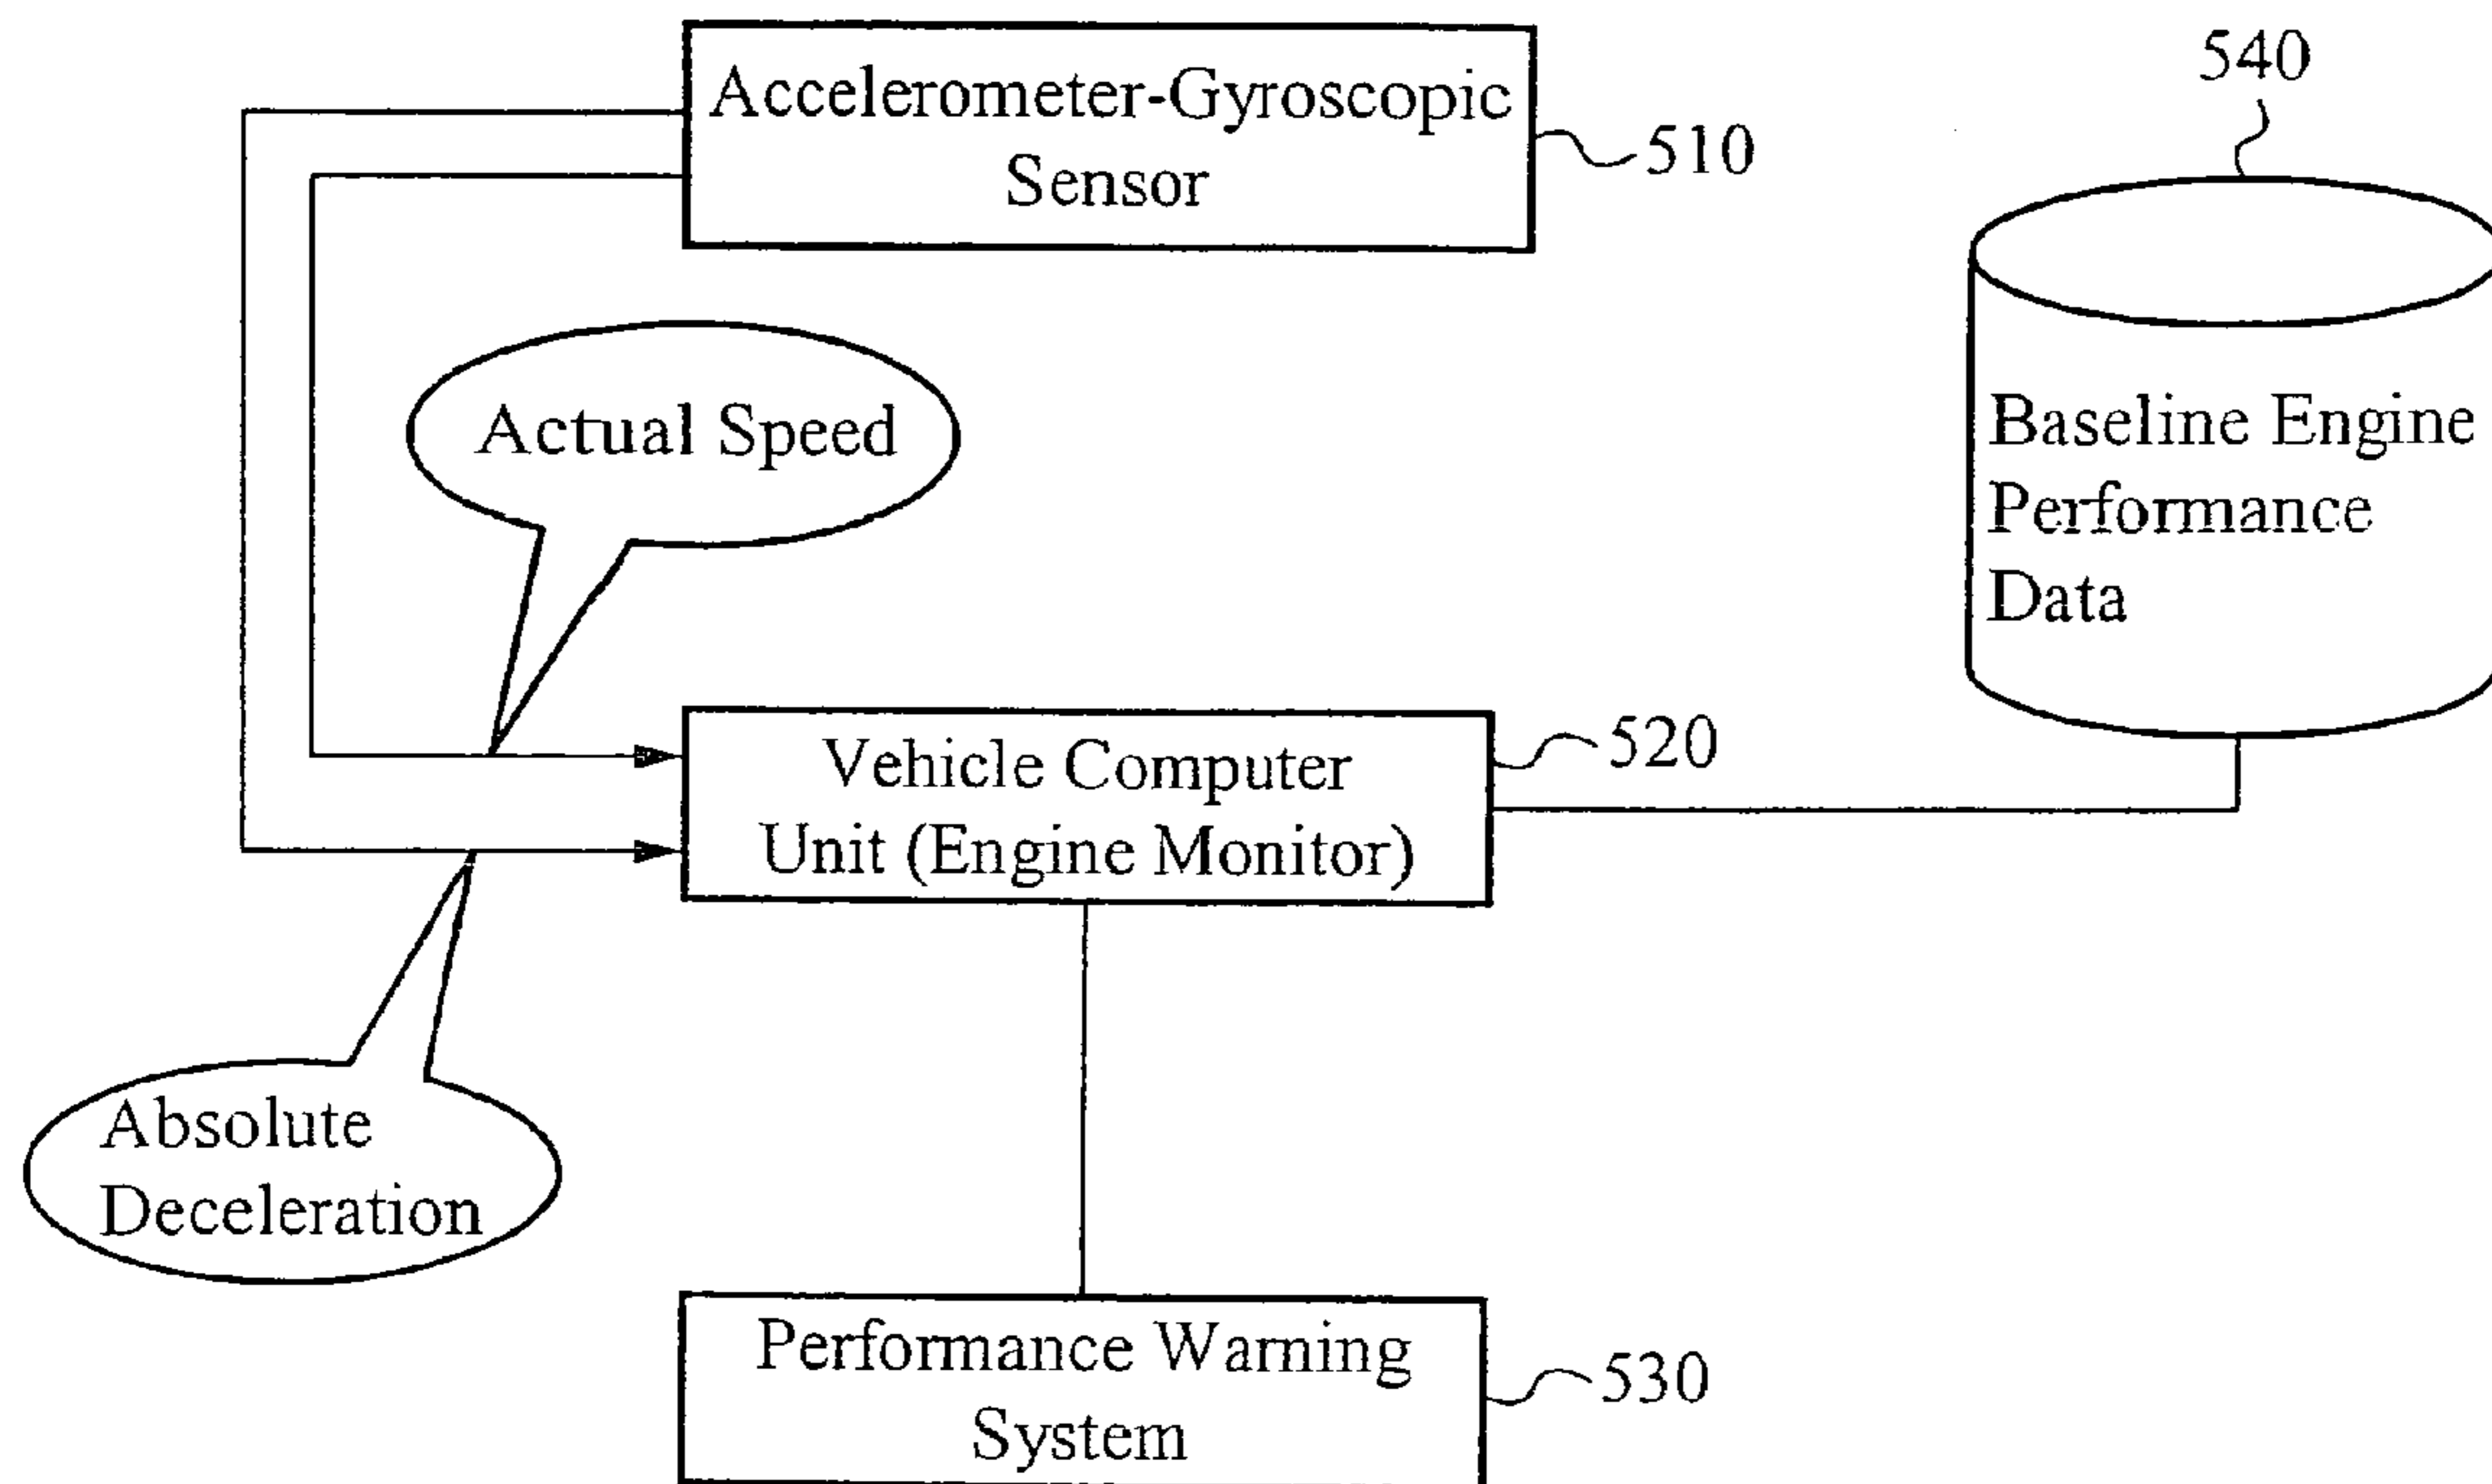 Accelerometer-Gyroscopic
Sensor
510
540
Actual Speed
Baseline Engine
Performance
Data
Vehicle Computer
Unit (Engine Monitor)
520
Absolute
Deceleration
Performance Warning
System
530